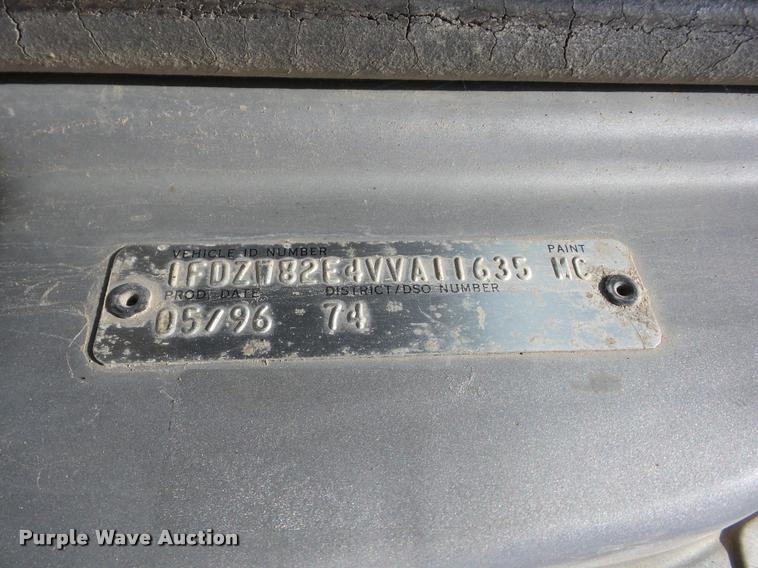 VEHICLE ID NUMBER PAINT
1FDZW82E4VVA11635 MC
PROD. DATE DISTRICT/DSO NUMBER
05/96 74
Purple Wave Auction